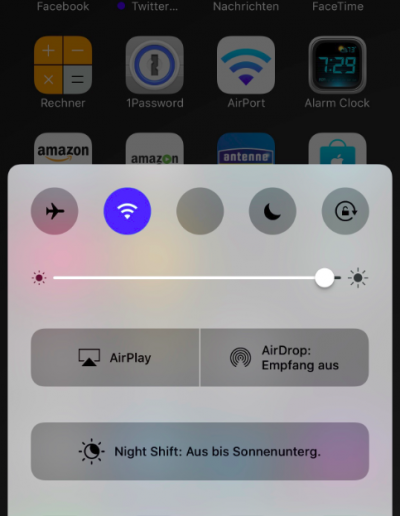 Facebook Twitter... Nachrichten FaceTime
7:29
Rechner 1Password AirPort Alarm Clock
amazon amazon antenne
AirPlay
AirDrop:
Empfang aus
Night Shift: Aus bis Sonnenunterg.